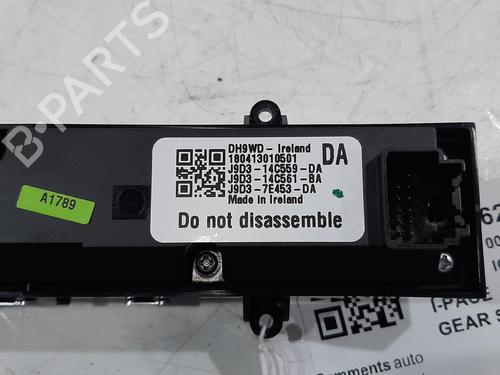 B-Parts
DH9WD - Ireland
180413010501
DA
J9D3-14C559-DA
J9D3-14C561-BA
J9D3-7E453-DA
Made in Ireland
Do not disassemble
A1789
I-PACE
GEAR S
Comments auto